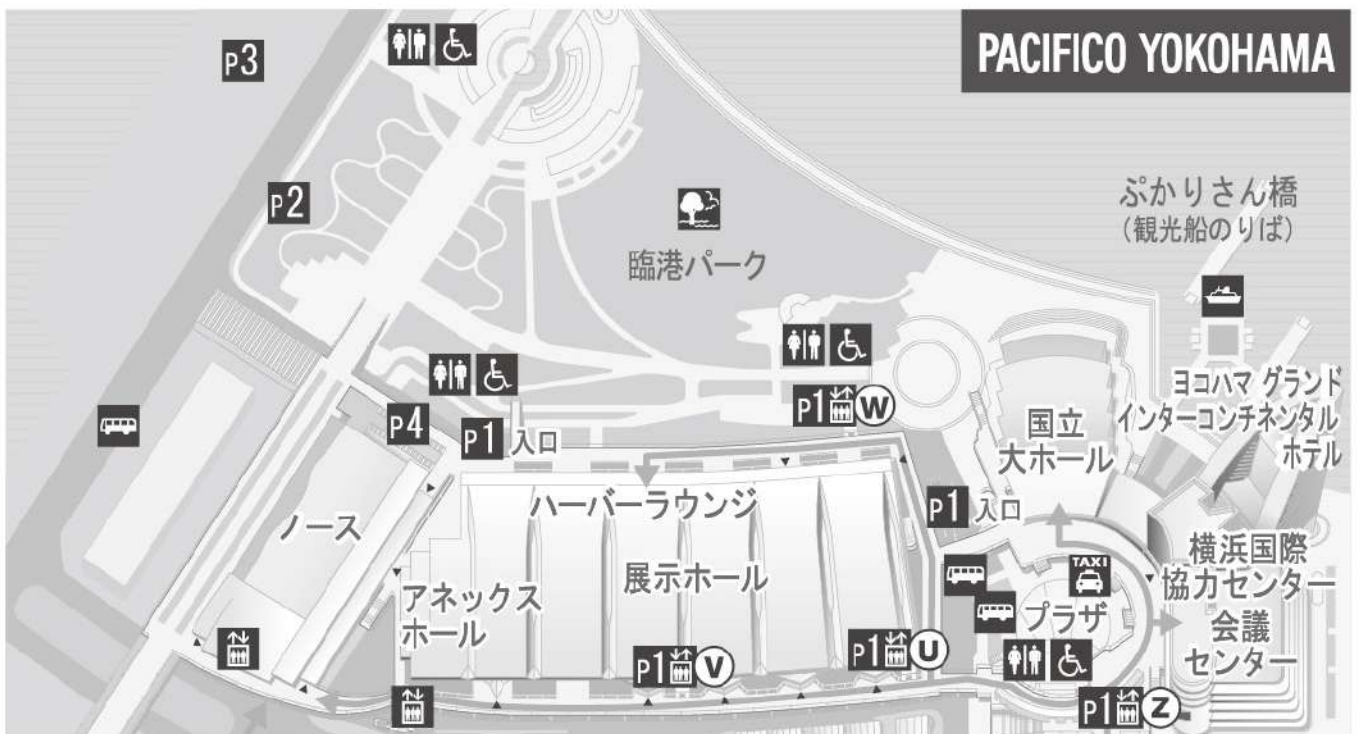 PACIFICO YOKOHAMA
P3
P2
ぷかりさん橋
(観光船のりば)
臨港パーク
ヨコハマ グランド
インターコンチネンタル
ホテル
P1 W
P4
P1 入口
国立
大ホール
ハーバーラウンジ
P1 入口
ノース
展示ホール
TAXI
横浜国際
協力センター
アネックス
ホール
プラザ
会議
センター
P1 V
P1 U
P1 Z